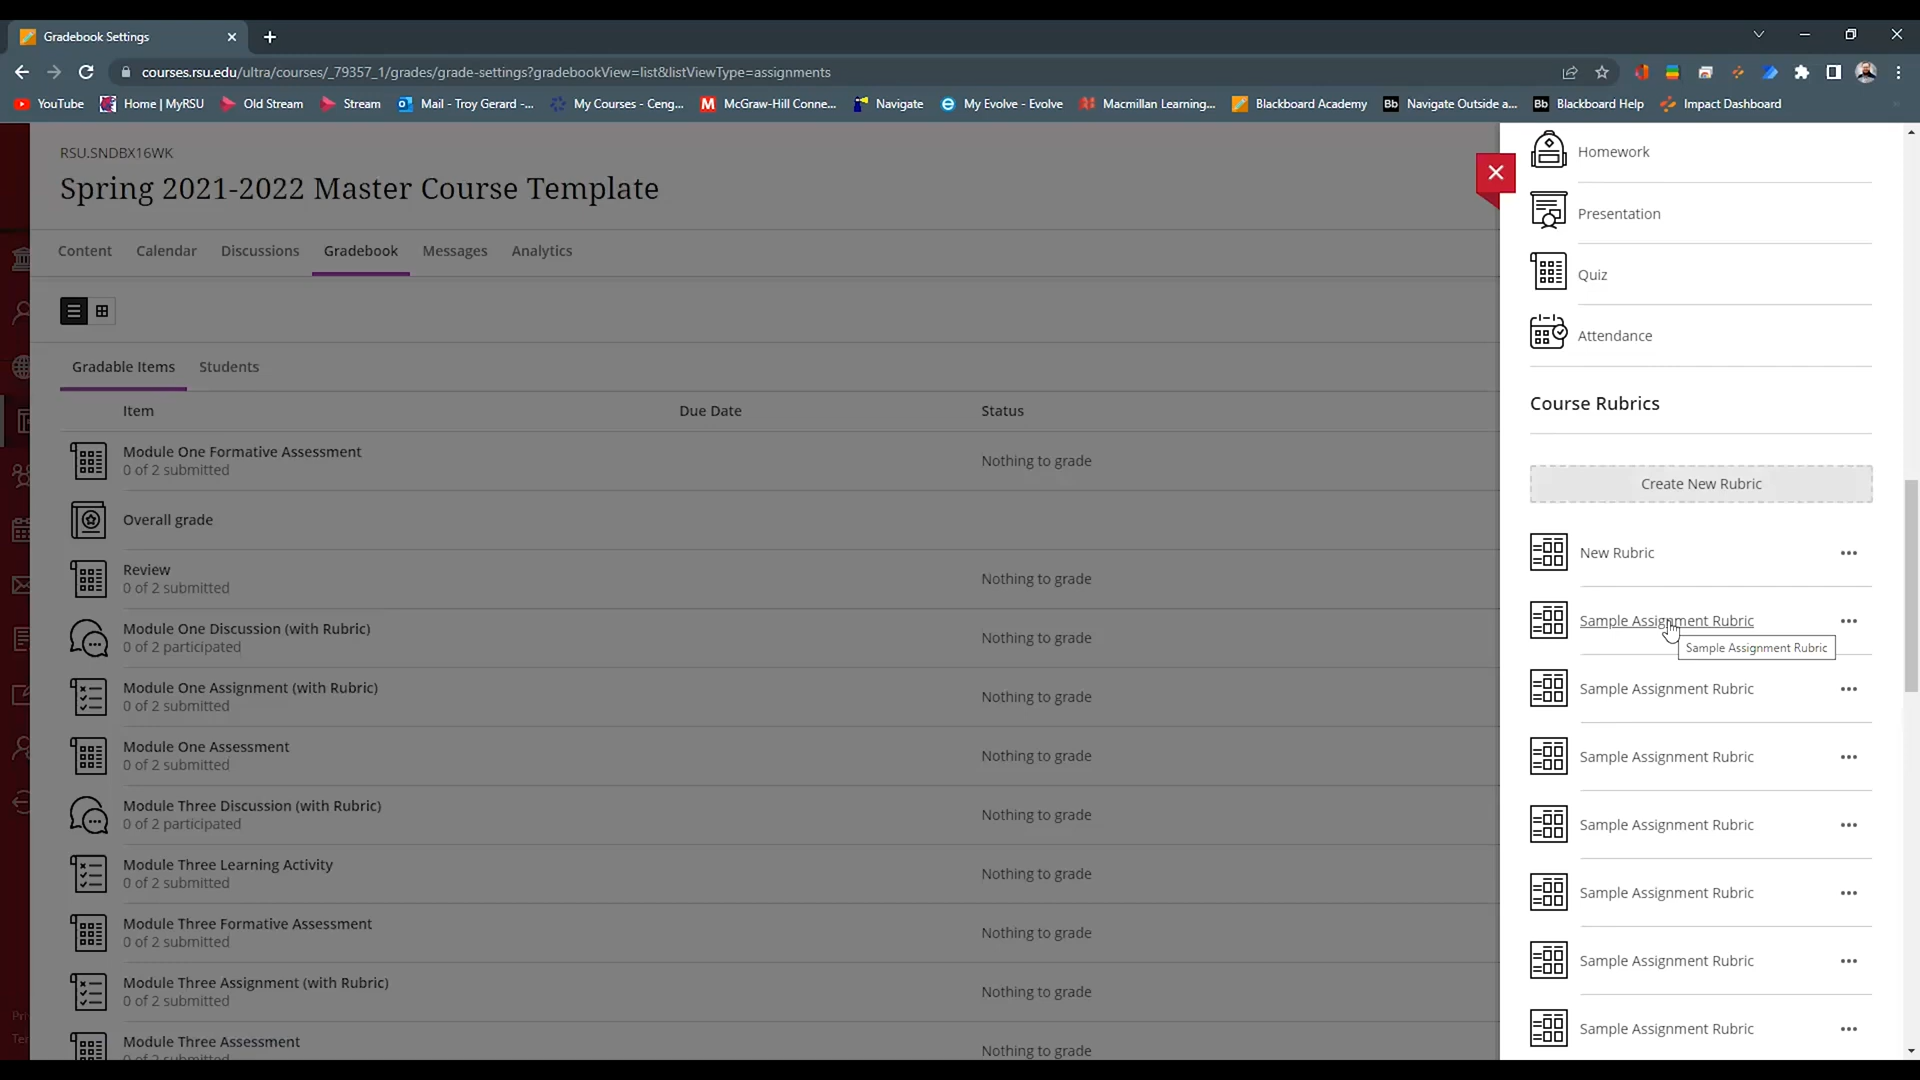 Gradebook Settings
courses.rsu.edu/ultra/courses/_79357_1/grades/grade-settings?gradebookView=list&listViewType=assignments
YouTube Home | MyRSU Old Stream Stream Mail - Troy Gerard -... My Courses - Ceng... McGraw-Hill Conne... Navigate My Evolve - Evolve Macmillan Learning... Blackboard Academy Navigate Outside a... Blackboard Help Impact Dashboard
RSU.SNDBX16WK
Spring 2021-2022 Master Course Template
Content Calendar Discussions Gradebook Messages Analytics
Gradable Items Students
Item Due Date Status
Module One Formative Assessment
0 of 2 submitted
Nothing to grade
Overall grade
Review
0 of 2 submitted
Nothing to grade
Module One Discussion (with Rubric)
0 of 2 participated
Nothing to grade
Module One Assignment (with Rubric)
0 of 2 submitted
Nothing to grade
Module One Assessment
0 of 2 submitted
Nothing to grade
Module Three Discussion (with Rubric)
0 of 2 participated
Nothing to grade
Module Three Learning Activity
0 of 2 submitted
Nothing to grade
Module Three Formative Assessment
0 of 2 submitted
Nothing to grade
Module Three Assignment (with Rubric)
0 of 2 submitted
Nothing to grade
Module Three Assessment
0 of 2 submitted
Nothing to grade
Homework
Presentation
Quiz
Attendance
Course Rubrics
Create New Rubric
New Rubric
Sample Assignment Rubric
Sample Assignment Rubric
Sample Assignment Rubric
Sample Assignment Rubric
Sample Assignment Rubric
Sample Assignment Rubric
Sample Assignment Rubric
Sample Assignment Rubric